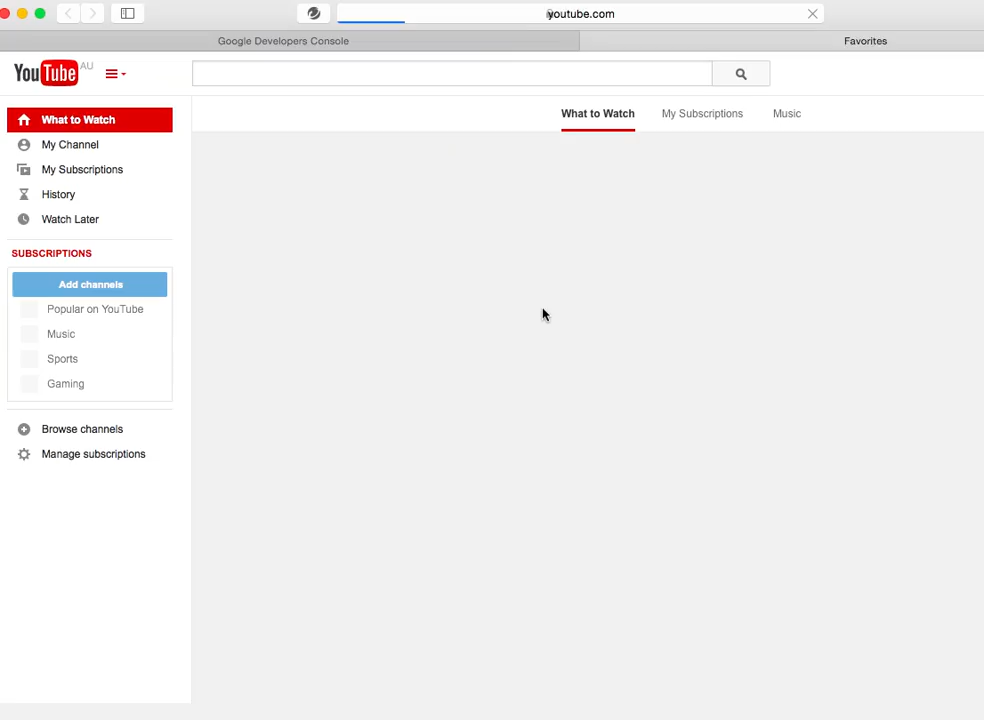 youtube.com
Google Developers Console
Favorites
YouTube AU
What to Watch
My Subscriptions
Music
What to Watch
My Channel
My Subscriptions
History
Watch Later
SUBSCRIPTIONS
Add channels
Popular on YouTube
Music
Sports
Gaming
Browse channels
Manage subscriptions